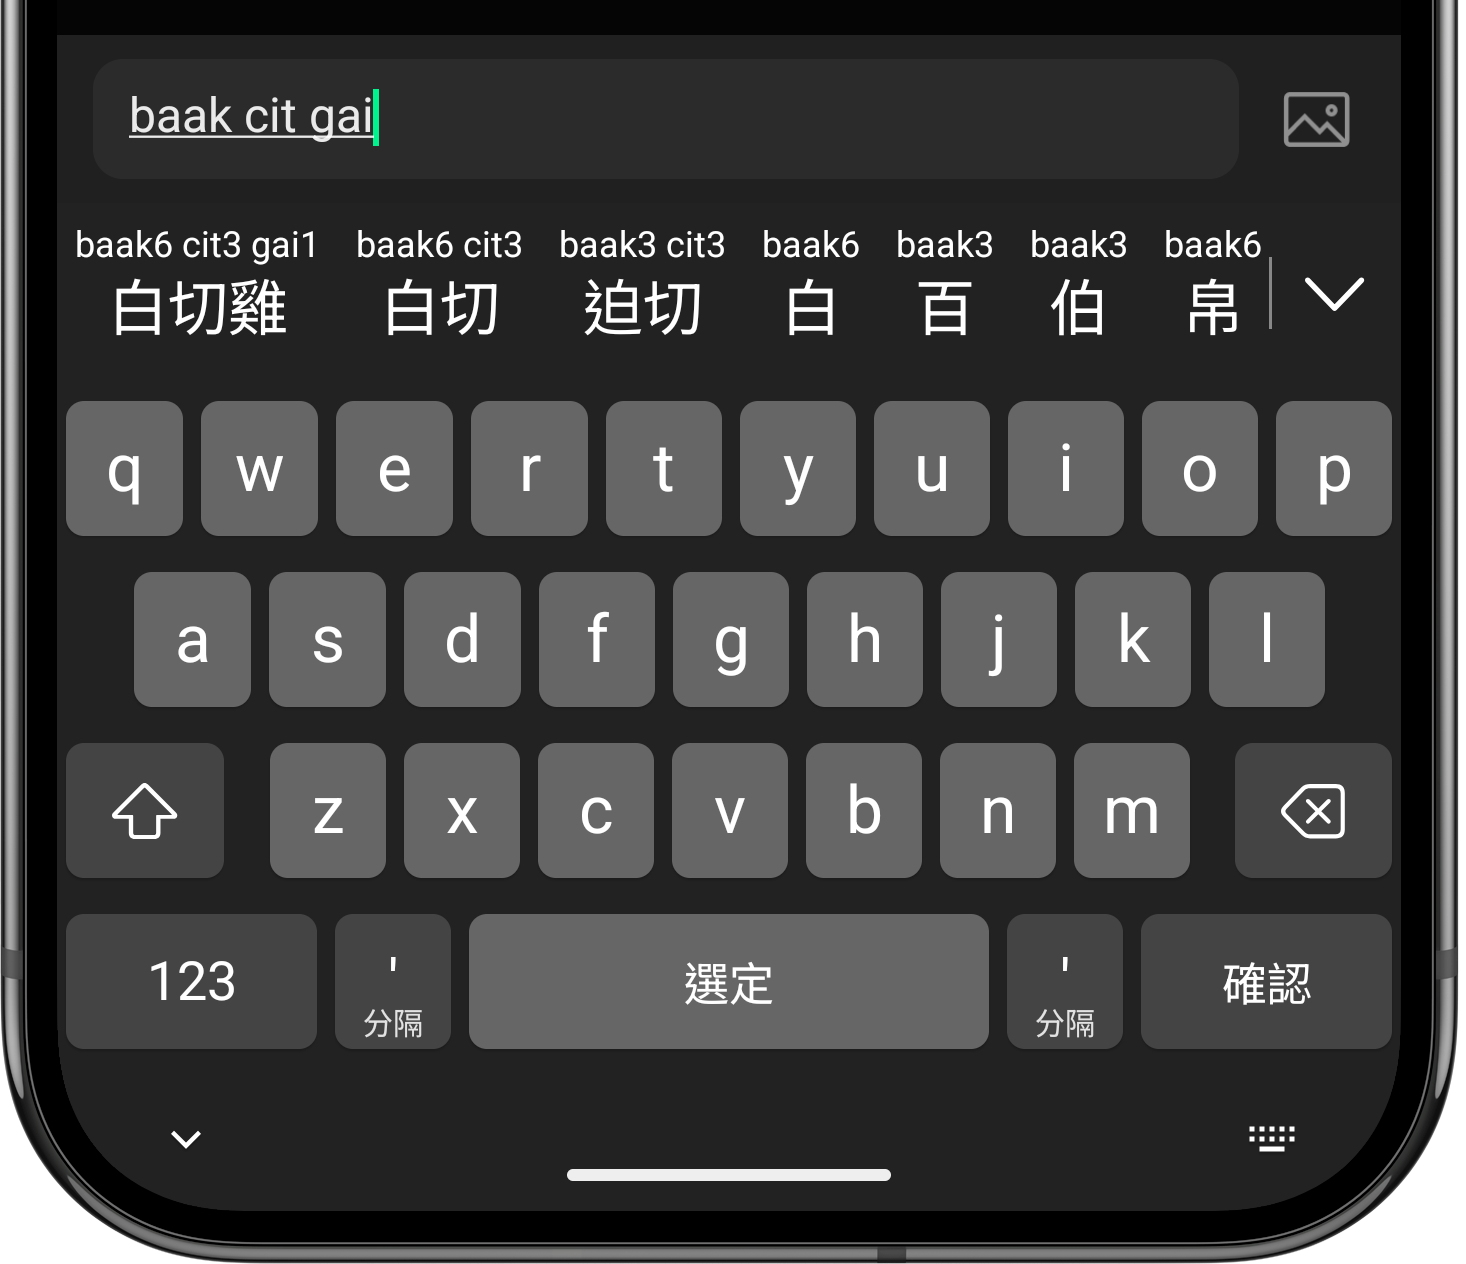 baak cit gai
baak6 cit3 gai1 baak6 cit3 baak3 cit3 baak6 baak3 baak3 baak6
白切雞 白切 迫切 白 百 伯 帛
q w e r t y u i o p
a s d f g h j k l
z x c v b n m
123 ' 選定 ' 確認
分隔 分隔